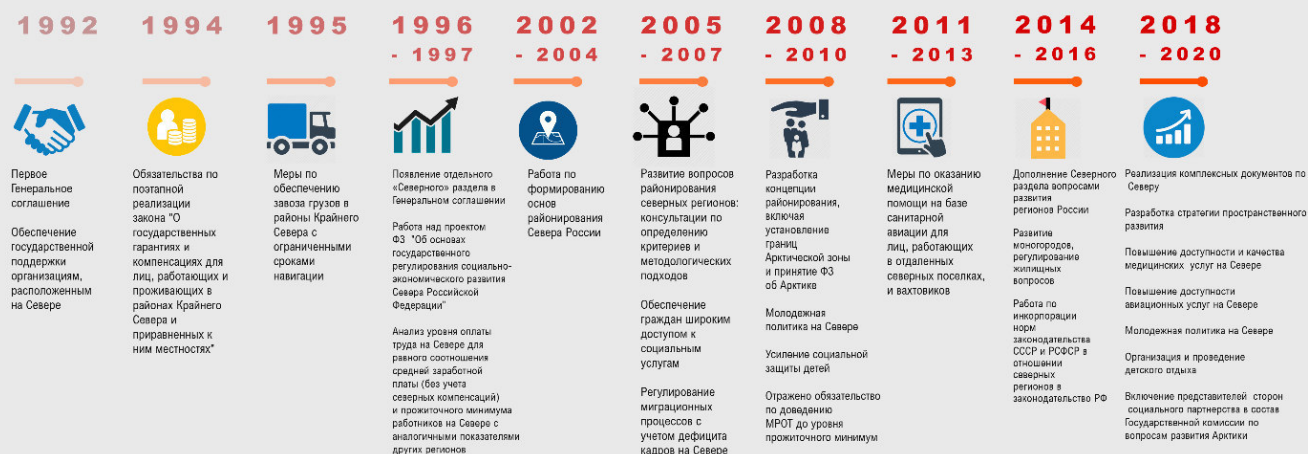 1992
Первое
Генеральное
соглашение
Обеспечение
государственной
поддержки
организациям,
расположенным
на Севере
1994
Обязательства по
поэтапной
реализации
закона "О
государственных
гарантиях и
компенсациях для
лиц, работающих и
проживающих в
районах Крайнего
Севера и
приравненных к
ним местностях"
1995
Меры по
обеспечению
завоза грузов в
районы Крайнего
Севера с
ограниченными
сроками
навигации
1996
- 1997
Появление отдельного
«Северного» раздела в
Генеральном соглашении
Работа над проектом
ФЗ "Об основах
государственного
регулирования социально-
экономического развития
Севера Российской
Федерации"
Анализ уровня оплаты
труда на Севере для
равного соотношения
средней заработной
платы (без учета
северных компенсаций)
и прожиточного минимума
работников на Севере с
аналогичными показателями
других регионов
2002
- 2004
Работа по
формированию
основ
районирования
Севера России
2005
- 2007
Развитие вопросов
районирования
северных регионов:
консультации по
определению
критериев и
методологических
подходов
Обеспечение
граждан широким
доступом к
социальным
услугам
Регулирование
миграционных
процессов с
учетом дефицита
кадров на Севере
2008
- 2010
Разработка
концепции
районирования,
включая
установление
границ
Арктической зоны
и принятие ФЗ
об Арктике
Молодежная
политика на Севере
Усиление социальной
защиты детей
Отражено обязательство
по доведению
МРОТ до уровня
прожиточного минимум
2011
- 2013
Меры по оказанию
медицинской
помощи на базе
санитарной
авиации для
лиц, работающих
в отдаленных
северных поселках,
и вахтовиков
2014
- 2016
Дополнение Северного
раздела вопросами
развития
регионов России
Развитие
моногородов,
регулирование
жилищных
вопросов
Работа по
инкорпорации
норм
законодательства
СССР и РСФСР в
отношении
северных
регионов в
законодательство РФ
2018
- 2020
Реализация комплексных документов по
Северу
Разработка стратегии пространственного
развития
Повышение доступности и качества
медицинских услуг на Севере
Повышение доступности
авиационных услуг на Севере
Молодежная политика на Севере
Организация и проведение
детского отдыха
Включение представителей сторон
социального партнерства в состав
Государственной комиссии по
вопросам развития Арктики